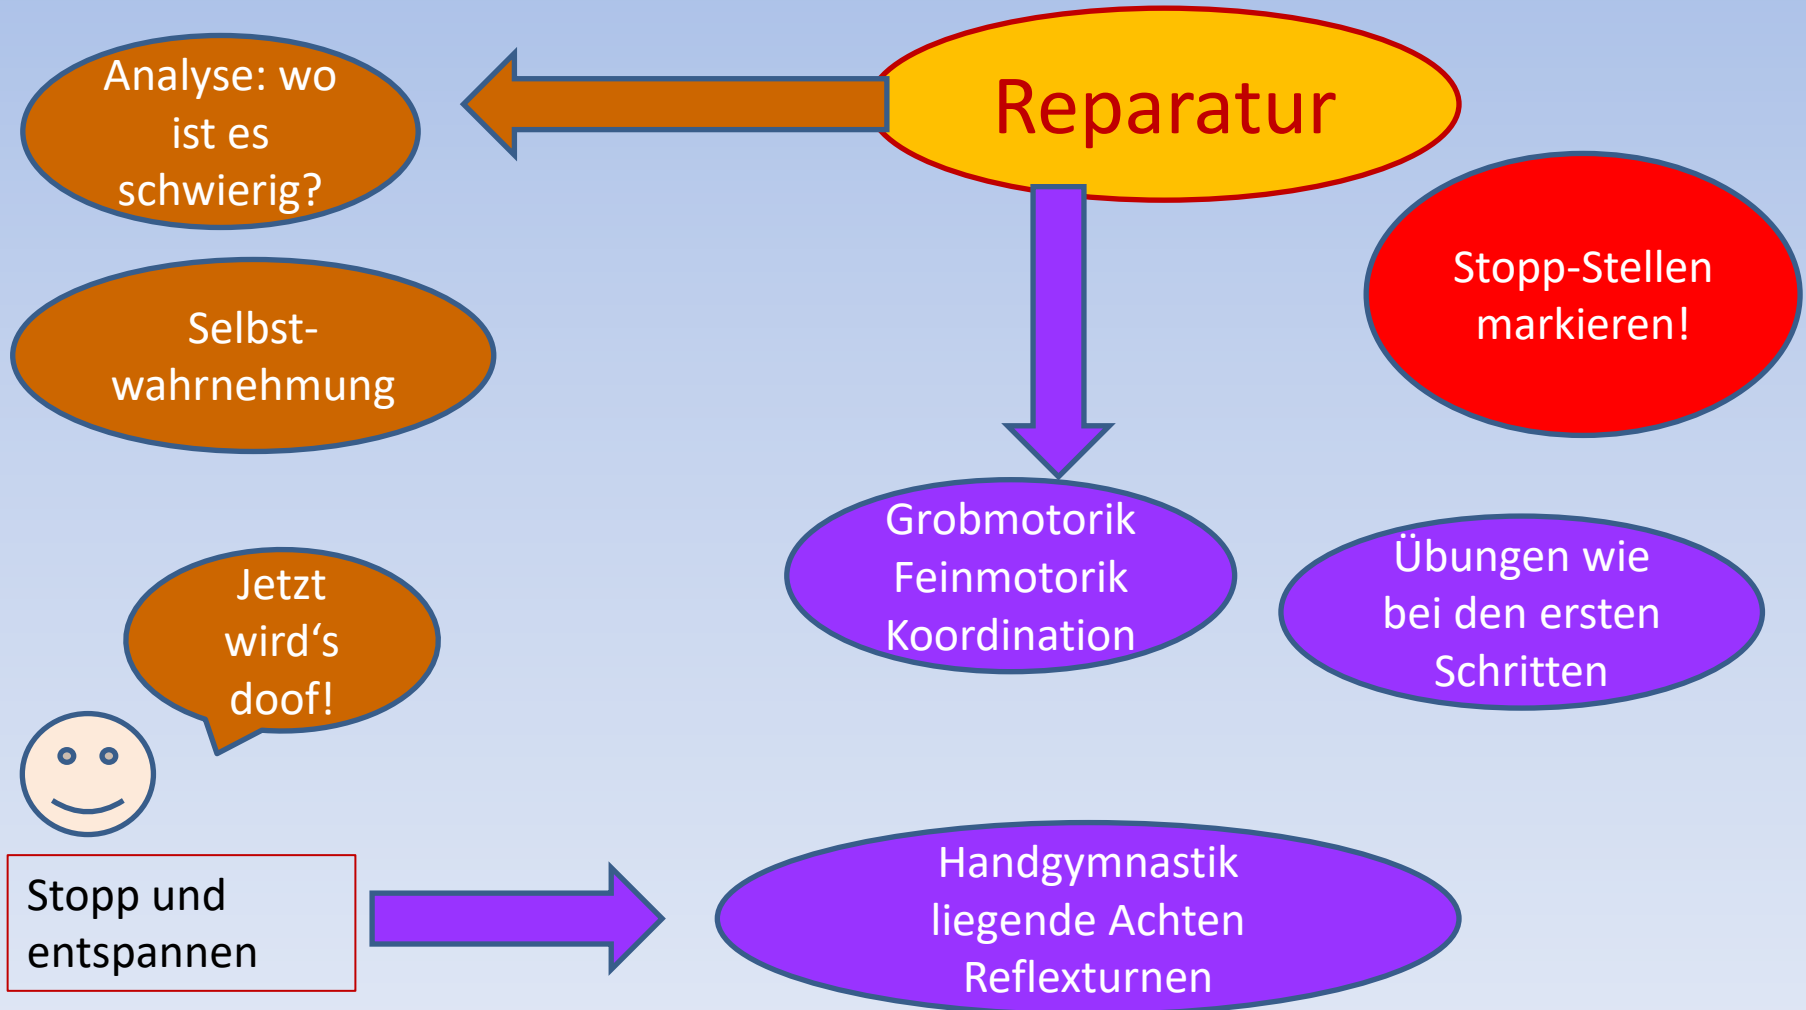 Reparatur
Analyse: wo
ist es
schwierig?
Selbst-
wahrnehmung
Stopp-Stellen
markieren!
Grobmotorik
Feinmotorik
Koordination
Übungen wie
bei den ersten
Schritten
Jetzt
wird‘s
doof!
Stopp und
entspannen
Handgymnastik
liegende Achten
Reflexturnen